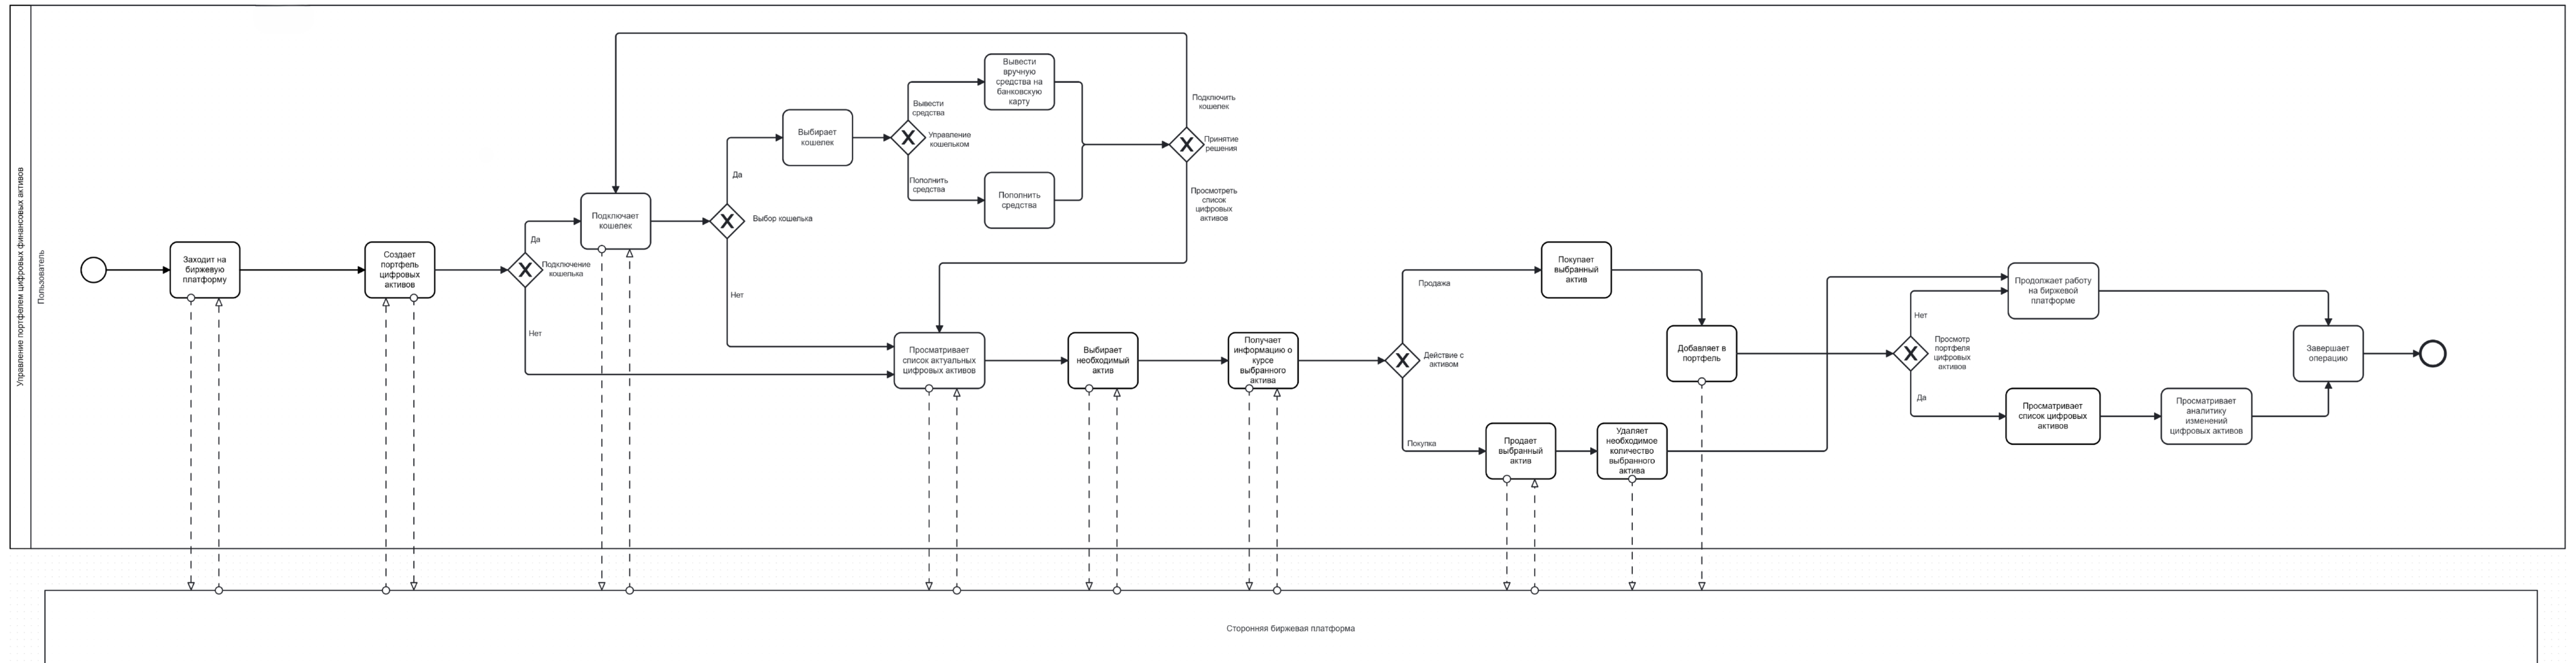 Управление портфелем цифровых финансовых активов
Пользователь
Заходит на
биржевую
платформу
Создает
портфель
цифровых
активов
Подключение
кошелька
Да
Нет
Подключает
кошелек
Выбор кошелька
Да
Нет
Выбирает
кошелек
Вывести
средства
Управление
кошельком
Пополнить
средства
Вывести
вручную
средства на
банковскую
карту
Пополнить
средства
Подключить
кошелек
Принятие
решения
Просмотреть
список
цифровых
активов
Просматривает
список актуальных
цифровых активов
Выбирает
необходимый
актив
Получает
информацию о
курсе
выбранного
актива
Действие с
активом
Продажа
Покупка
Покупает
выбранный
актив
Продает
выбранный
актив
Удаляет
необходимое
количество
выбранного
актива
Добавляет в
портфель
Просмотр
портфеля
цифровых
активов
Нет
Да
Продолжает работу
на биржевой
платформе
Просматривает
список цифровых
активов
Просматривает
аналитику
изменений
цифровых активов
Завершает
операцию
Сторонняя биржевая платформа